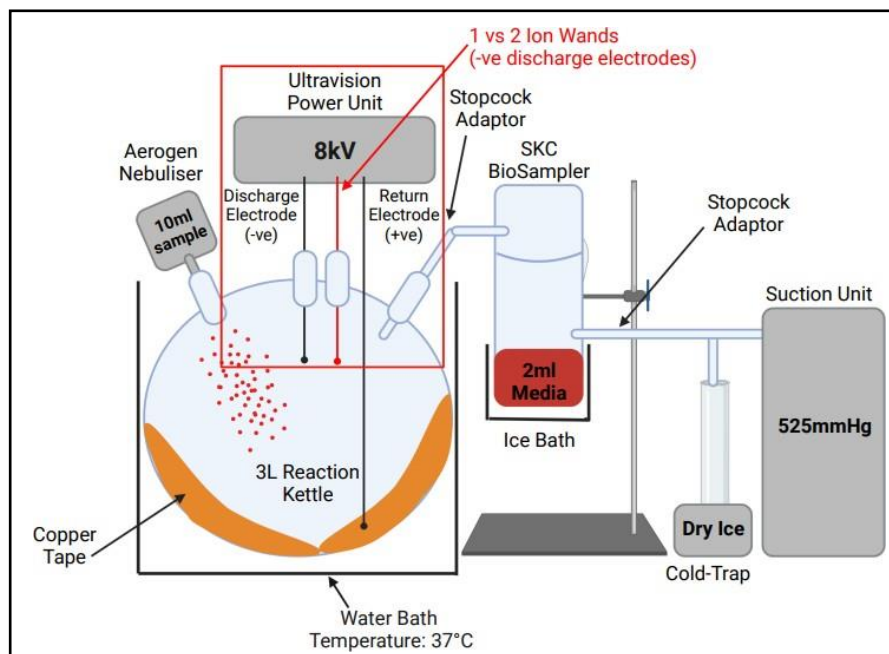 1 vs 2 Ion Wands
(-ve discharge electrodes)
Ultravision
Power Unit
8kV
Stopcock
Adaptor
SKC
BioSampler
Aerogen
Nebuliser
10ml
sample
Discharge
Electrode
(-ve)
Return
Electrode
(+ve)
Stopcock
Adaptor
Suction Unit
525mmHg
2ml
Media
Ice Bath
3L Reaction
Kettle
Copper
Tape
Dry Ice
Cold-Trap
Water Bath
Temperature: 37°C